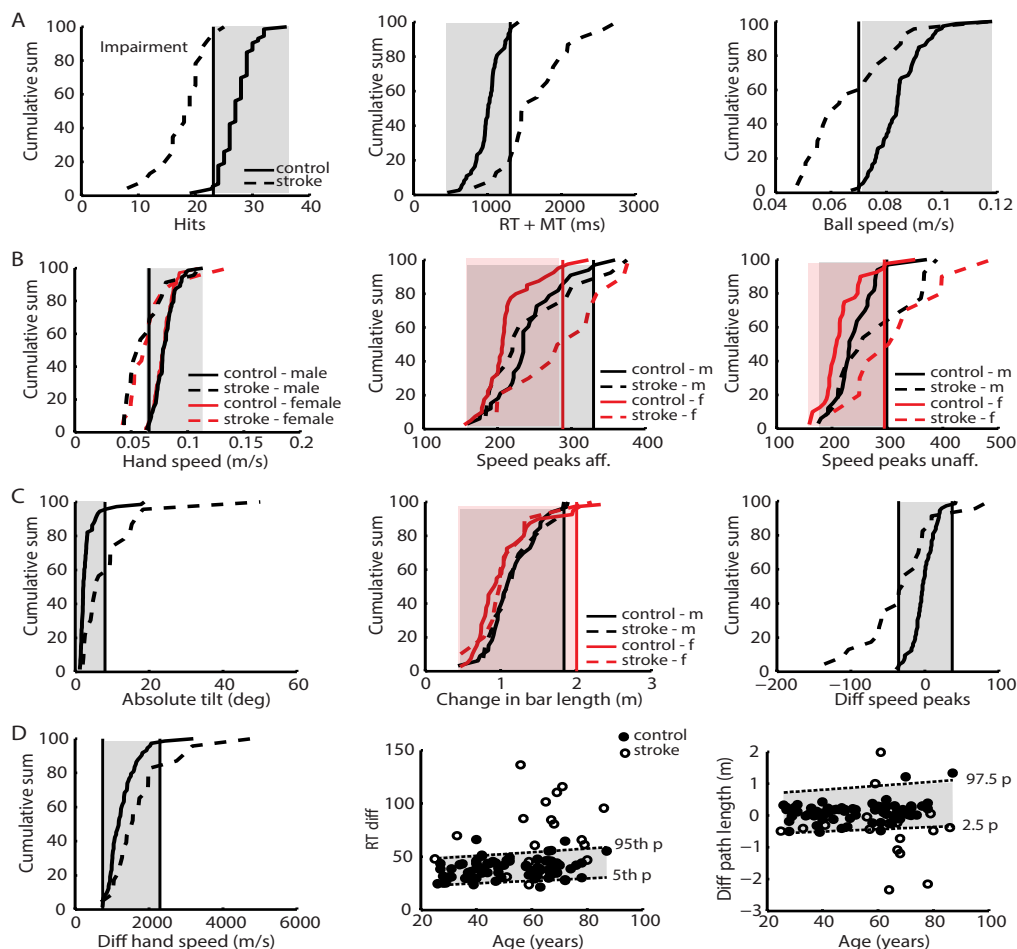 A
Cumulative sum
100
80
60
40
20
0
Impairment
control
stroke
0 10 20 30 40
Hits
Cumulative sum
100
80
60
40
20
0
0 1000 2000 3000
RT + MT (ms)
Cumulative sum
100
80
60
40
20
0
0.04 0.06 0.08 0.1 0.12
Ball speed (m/s)
B
Cumulative sum
100
80
60
40
20
0
control - male
stroke - male
control - female
stroke - female
0 0.05 0.1 0.2
Hand speed (m/s)
Cumulative sum
100
80
60
40
20
0
control - m
stroke - m
control - f
stroke - f
100 200 300 400
Speed peaks aff.
Cumulative sum
100
80
60
40
20
0
control - m
stroke - m
control - f
stroke - f
100 200 300 400 500
Speed peaks unaff.
C
Cumulative sum
100
80
60
40
20
0
0 20 40 60
Absolute tilt (deg)
Cumulative sum
100
80
60
40
20
0
control - m
stroke - m
control - f
stroke - f
0 1 2 3
Change in bar length (m)
Cumulative sum
100
80
60
40
20
0
−200 −100 0 100
Diff speed peaks
D
Cumulative sum
100
80
60
40
20
0
0 2000 4000 6000
Diff hand speed (m/s)
RT diff
150
100
50
0
control
stroke
95th p
5th p
20 40 60 80 100
Age (years)
Diff path length (m)
2
1
0
−1
−2
−3
97.5 p
2.5 p
20 40 60 80 100
Age (years)